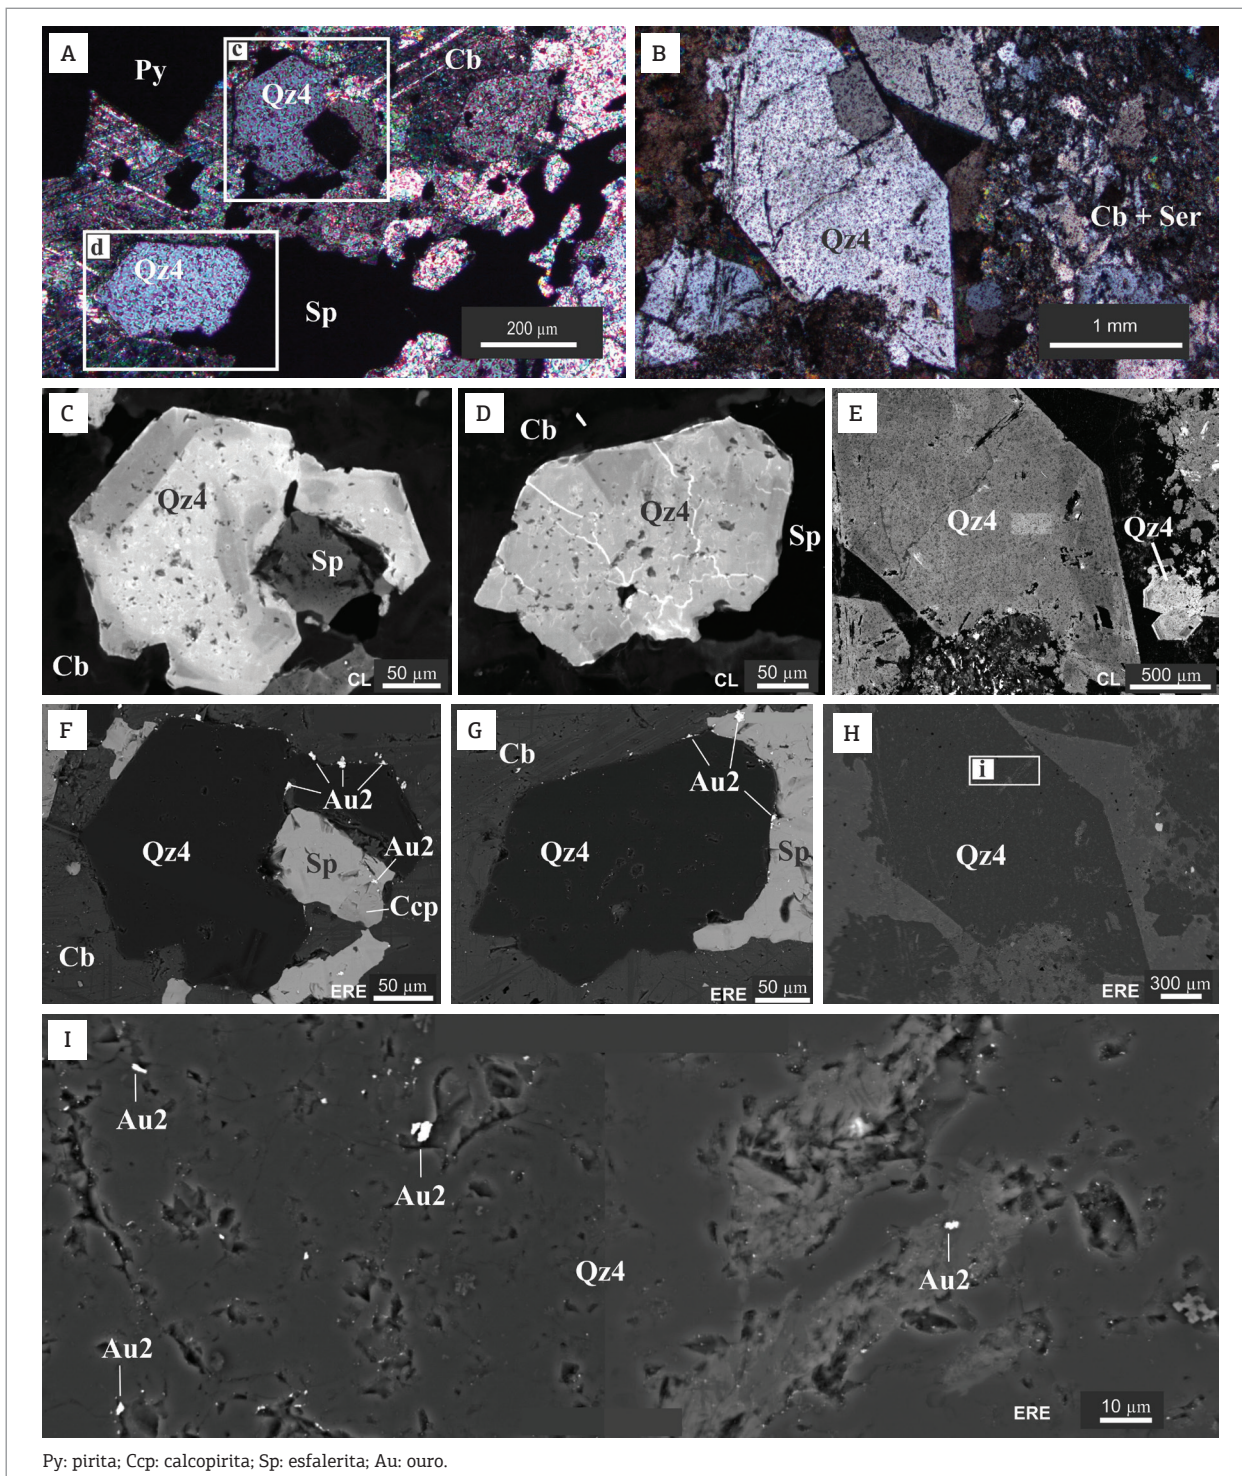 A
Py
c
Qz4
Cb
d
Qz4
Sp
200 µm
B
Qz4
Cb + Ser
1 mm
C
Qz4
Sp
Cb
CL
50 µm
D
Cb
Qz4
Sp
CL
50 µm
E
Qz4
Qz4
CL
500 µm
F
Au2
Qz4
Au2
Sp
Ccp
Cb
ERE
50 µm
G
Cb
Au2
Qz4
Sp
ERE
50 µm
H
i
Qz4
ERE
300 µm
I
Au2
Au2
Qz4
Au2
Au2
ERE
10 µm
Py: pirita; Ccp: calcopirita; Sp: esfalerita; Au: ouro.